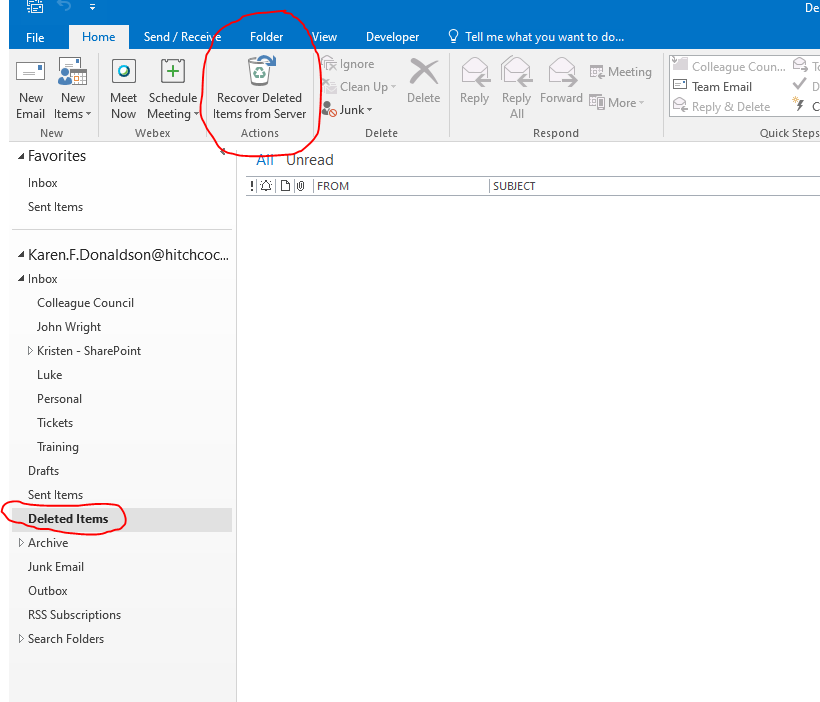 De
File Home Send / Receive Folder View Developer Tell me what you want to do...
New Email
New Items
New
Meet Now
Schedule Meeting
Webex
Recover Deleted Items from Server
Actions
Ignore
Clean Up
Junk
Delete
Delete
Reply
Reply All
Forward
Meeting
More
Respond
Colleague Coun...
Team Email
Reply & Delete
To
D
C
Quick Steps
Favorites
Inbox
Sent Items
Karen.F.Donaldson@hitchcoc...
Inbox
Colleague Council
John Wright
Kristen - SharePoint
Luke
Personal
Tickets
Training
Drafts
Sent Items
Deleted Items
Archive
Junk Email
Outbox
RSS Subscriptions
Search Folders
All Unread
! FROM SUBJECT